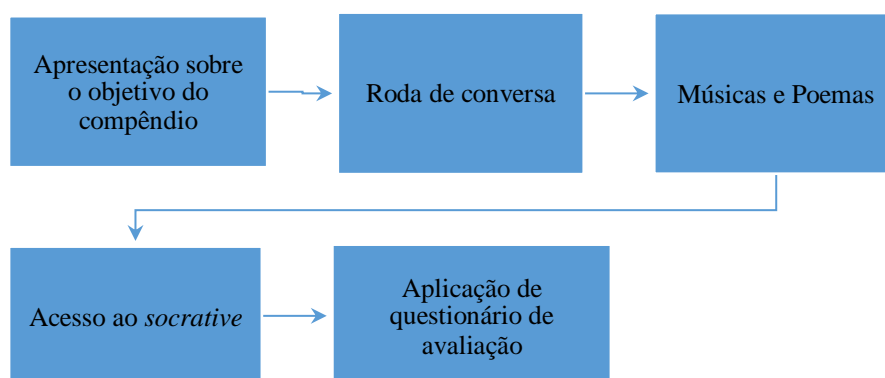 Apresentação sobre
o objetivo do
compêndio
Roda de conversa
Músicas e Poemas
Acesso ao socrative
Aplicação de
questionário de
avaliação